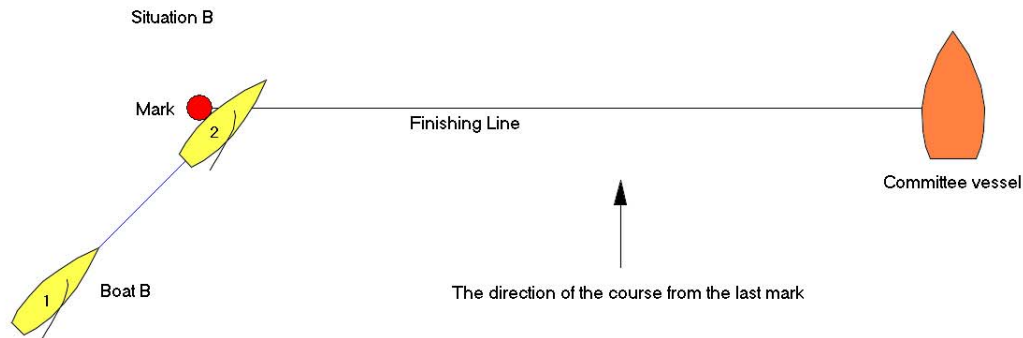 Situation B
Mark
2
Finishing Line
Committee vessel
1
Boat B
The direction of the course from the last mark